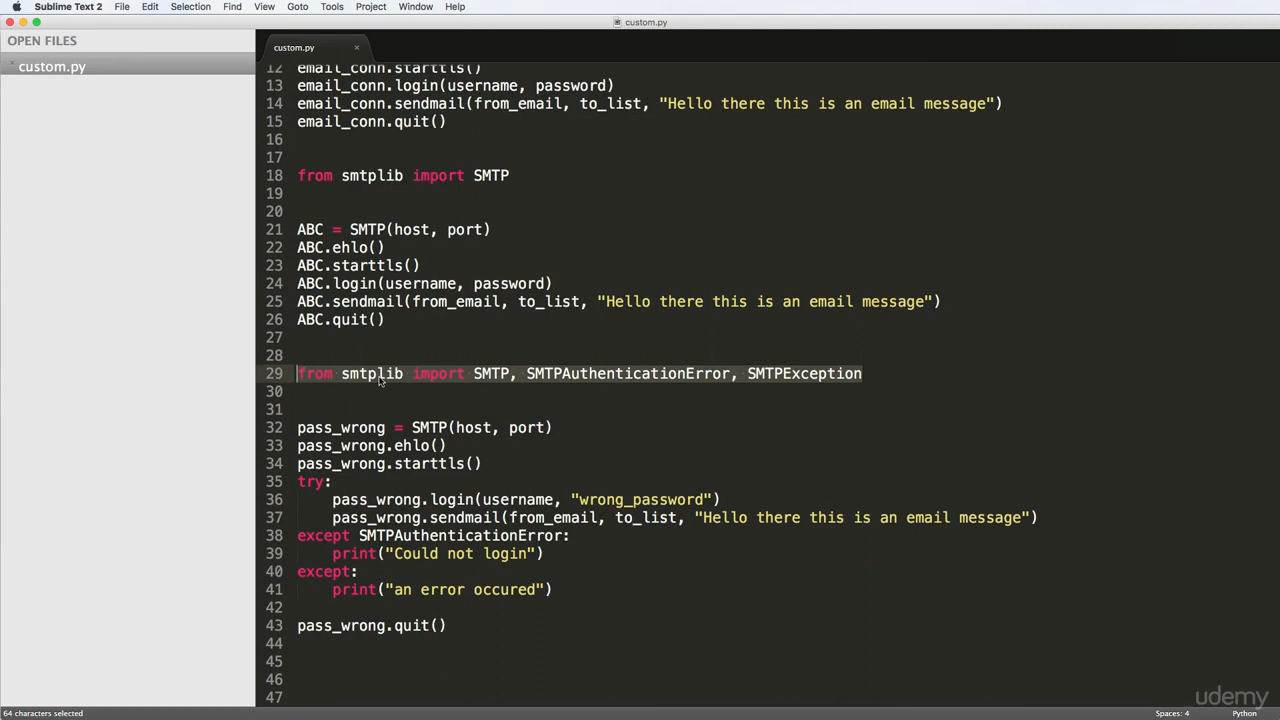 Sublime Text 2 File Edit Selection Find View Goto Tools Project Window Help
custom.py
OPEN FILES
custom.py
custom.py ×
12 email_conn.starttls()
13 email_conn.login(username, password)
14 email_conn.sendmail(from_email, to_list, "Hello there this is an email message")
15 email_conn.quit()
16
17
18 from smtplib import SMTP
19
20
21 ABC = SMTP(host, port)
22 ABC.ehlo()
23 ABC.starttls()
24 ABC.login(username, password)
25 ABC.sendmail(from_email, to_list, "Hello there this is an email message")
26 ABC.quit()
27
28
29 from smtplib import SMTP, SMTPAuthenticationError, SMTPException
30
31
32 pass_wrong = SMTP(host, port)
33 pass_wrong.ehlo()
34 pass_wrong.starttls()
35 try:
36 pass_wrong.login(username, "wrong_password")
37 pass_wrong.sendmail(from_email, to_list, "Hello there this is an email message")
38 except SMTPAuthenticationError:
39 print("Could not login")
40 except:
41 print("an error occured")
42
43 pass_wrong.quit()
44
45
46
47
udemy
64 characters selected Spaces: 4 Python